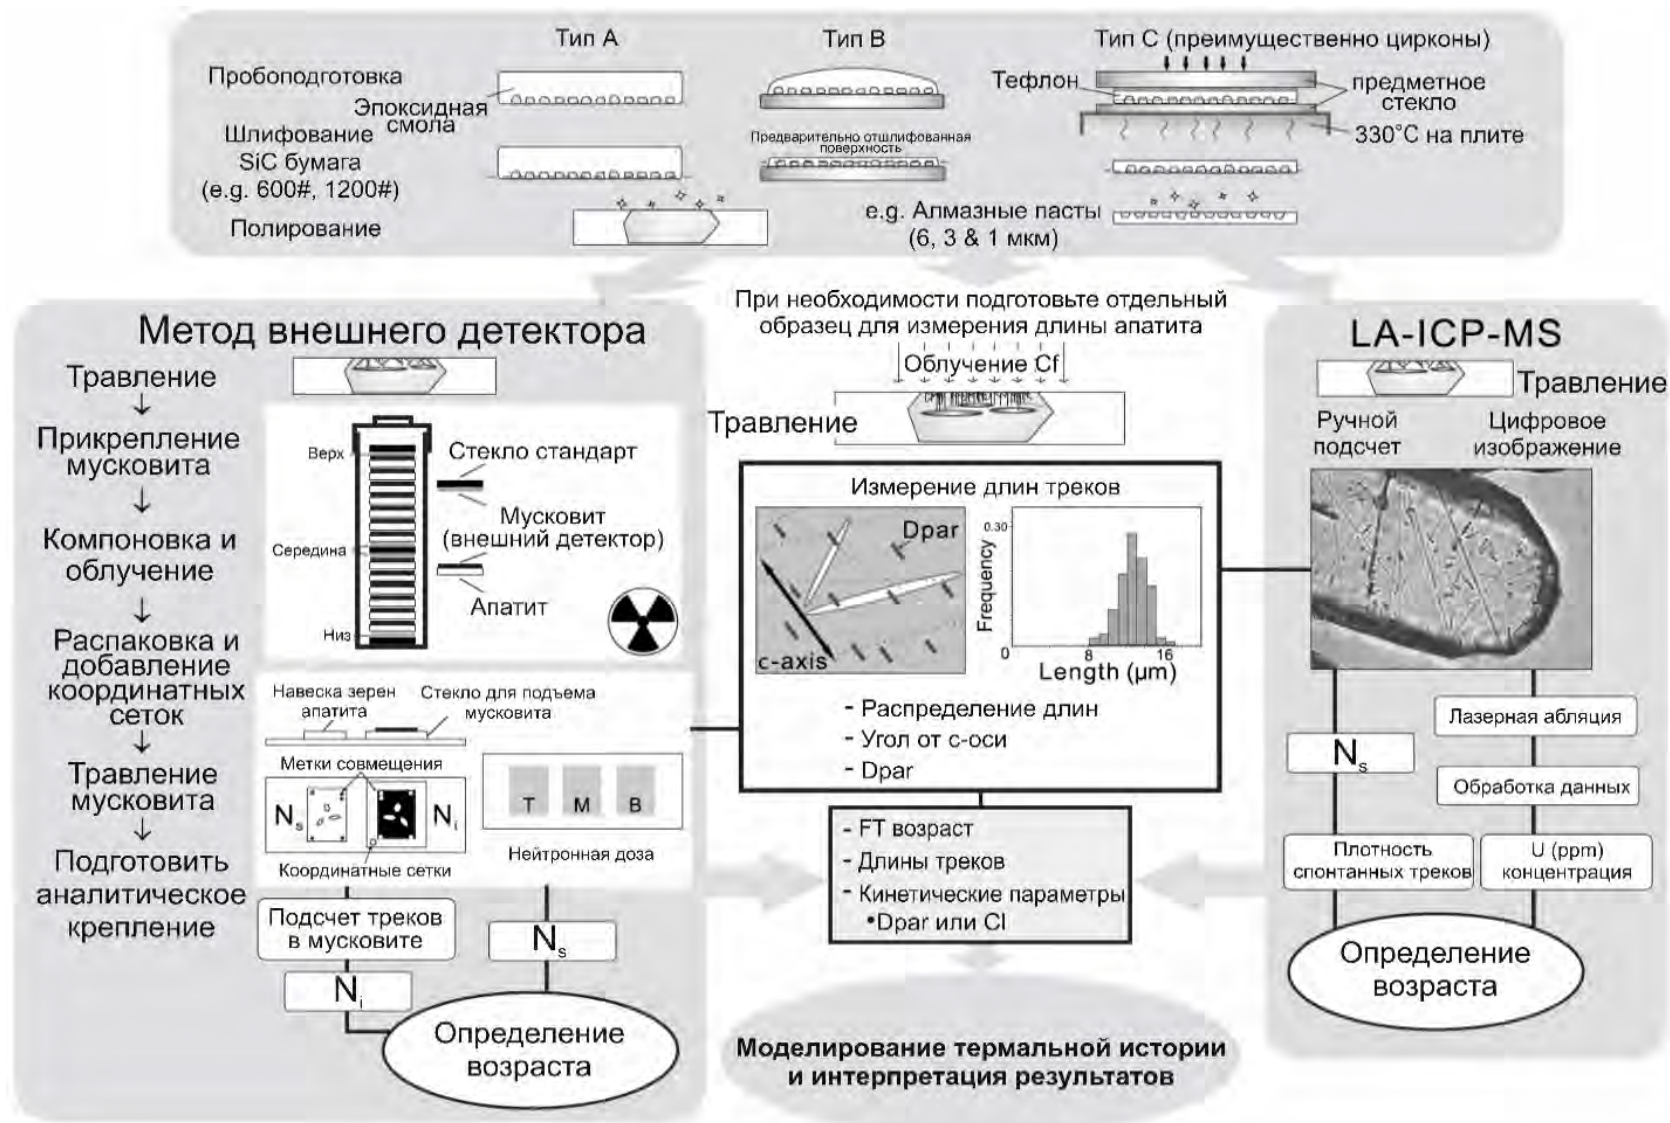 Тип А
Тип В
Тип С (преимущественно цирконы)
Пробоподготовка
Эпоксидная
смола
Тефлон
предметное
стекло
330°С на плите
Шлифование
SiC бумага
(e.g. 600#, 1200#)
Предварительно отшлифованная
поверхность
Полирование
e.g. Алмазные пасты
(6, 3 & 1 мкм)
Метод внешнего детектора
Травление
Прикрепление
мусковита
Компоновка и
облучение
Распаковка и
добавление
координатных
сеток
Травление
мусковита
Подготовить
аналитическое
крепление
Верх
Середина
Низ
Стекло стандарт
Мусковит
(внешний детектор)
Апатит
Навеска зерен
апатита
Стекло для подъема
мусковита
Метки совмещения
Ns
Ni
Координатные сетки
Т М В
Нейтронная доза
Подсчет треков
в мусковите
Ni
Ns
Определение
возраста
При необходимости подготовьте отдельный
образец для измерения длины апатита
Облучение Cf
Травление
Измерение длин треков
Dpar
c-axis
Frequency
0.30
0
8
16
Length (µm)
- Распределение длин
- Угол от с-оси
- Dpar
- FT возраст
- Длины треков
- Кинетические параметры
•Dpar или Cl
Моделирование термальной истории
и интерпретация результатов
LA-ICP-MS
Травление
Ручной
подсчет
Цифровое
изображение
Ns
Лазерная абляция
Обработка данных
Плотность
спонтанных треков
U (ppm)
концентрация
Определение
возраста